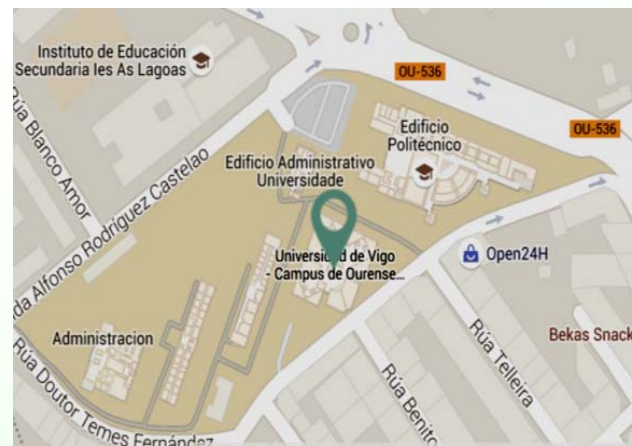 Instituto de Educación
Secundaria Ies As Lagoas
OU-536
Rúa Blanco Amor
Edificio
Politécnico
OU-536
Edificio Administrativo
Universidade
nda Alfonso Rodríguez Castelao
Universidad de Vigo
- Campus de Ourense...
Open24H
Administracion
Rúa Telleira
Bekas Snack
Rúa Benito
Rúa Doutor Temes Fernández